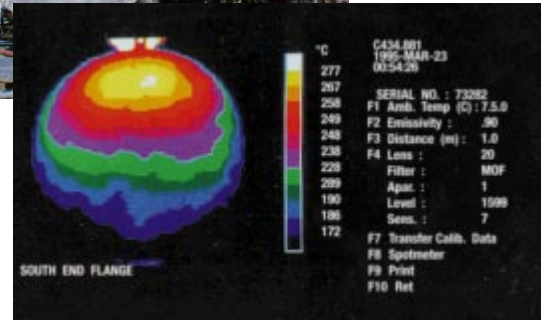 °C
277
267
258
249
248
238
228
209
190
186
172
C434.881
1995-MAR-23
00:54:26
SERIAL NO. : 73282
F1 Amb. Temp (C) : 7.5.0
F2 Emissivity : .90
F3 Distance (m) : 1.0
F4 Lens : 20
Filter : MOF
Apar. : 1
Level : 1599
Sens. : 7
F7 Transfer Calib. Data
F8 Spotmeter
F9 Print
F10 Ret
SOUTH END FLANGE